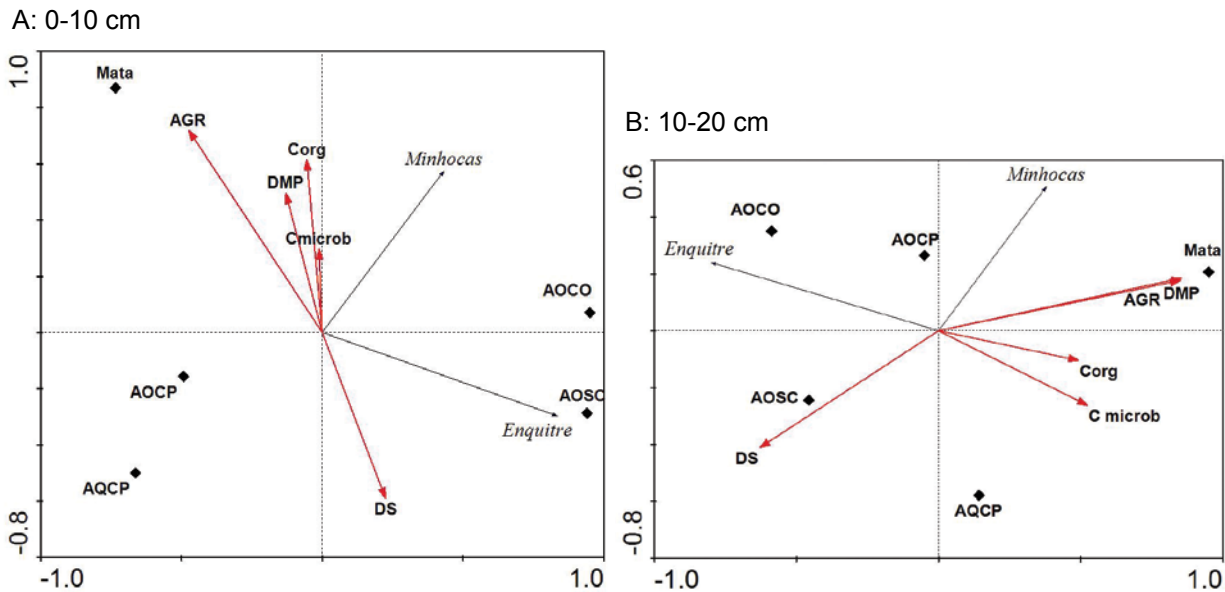 A: 0-10 cm
1.0
Mata
AGR
Corg
Minhocas
DMP
Cmicrob
AOCO
AOCP
AOSC
Enquitre
AQCP
DS
-0.8
-1.0
1.0
B: 10-20 cm
0.6
Minhocas
AOCO
AOCP
Enquitre
Mata
AGR
DMP
Corg
AOSC
C microb
DS
AQCP
-0.8
-1.0
1.0